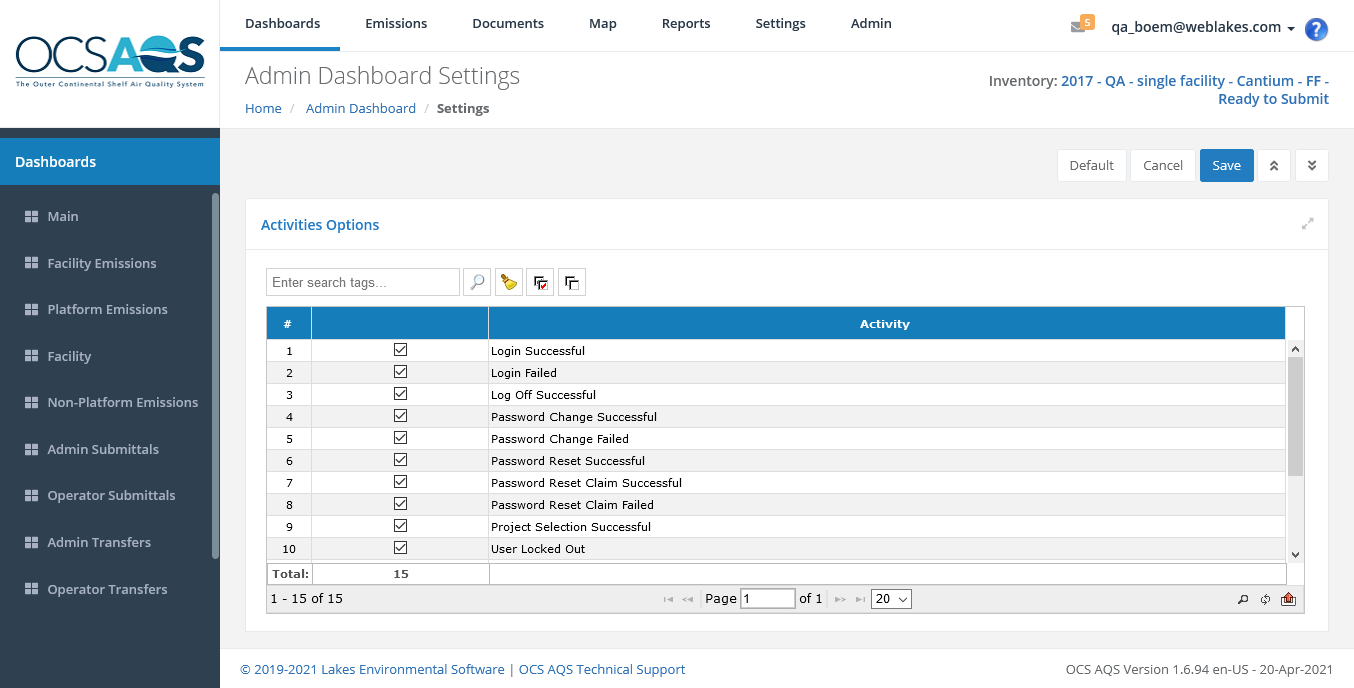 OCSAQS
The Outer Continental Shelf Air Quality System
Dashboards Emissions Documents Map Reports Settings Admin
5
qa_boem@weblakes.com
?
Admin Dashboard Settings
Home / Admin Dashboard / Settings
Inventory: 2017 - QA - single facility - Cantium - FF -
Ready to Submit
Dashboards
Main
Facility Emissions
Platform Emissions
Facility
Non-Platform Emissions
Admin Submittals
Operator Submittals
Admin Transfers
Operator Transfers
Default Cancel Save
Activities Options
Enter search tags...
# Activity
1 Login Successful
2 Login Failed
3 Log Off Successful
4 Password Change Successful
5 Password Change Failed
6 Password Reset Successful
7 Password Reset Claim Successful
8 Password Reset Claim Failed
9 Project Selection Successful
10 User Locked Out
Total: 15
1 - 15 of 15 Page 1 of 1 20
© 2019-2021 Lakes Environmental Software | OCS AQS Technical Support
OCS AQS Version 1.6.94 en-US - 20-Apr-2021